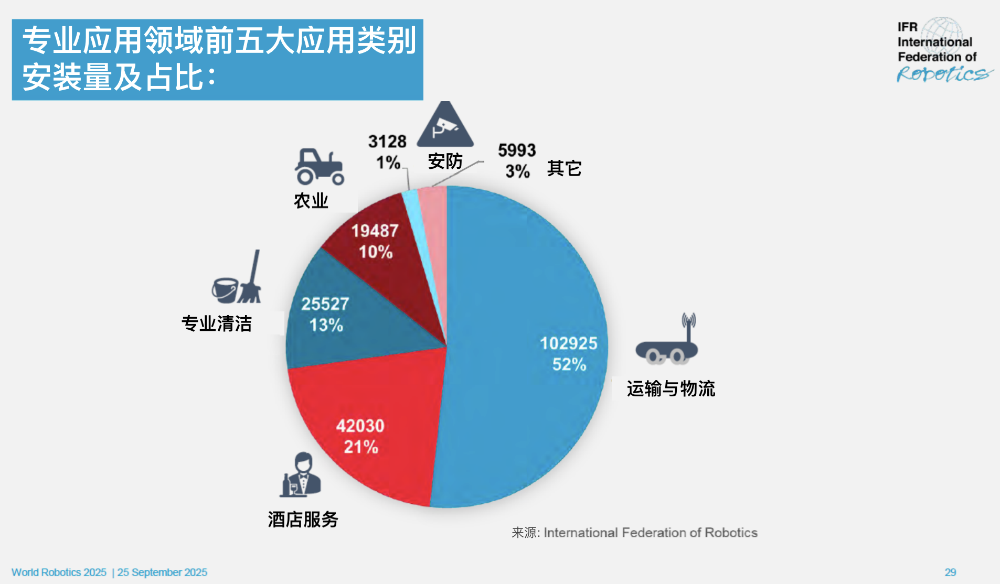 专业应用领域前五大应用类别
安装量及占比：
IFR
International
Federation of
Robotics
3128
1%
安防
5993
3%
其它
农业
19487
10%
25527
13%
专业清洁
102925
52%
运输与物流
42030
21%
酒店服务
来源: International Federation of Robotics
World Robotics 2025 | 25 September 2025
29